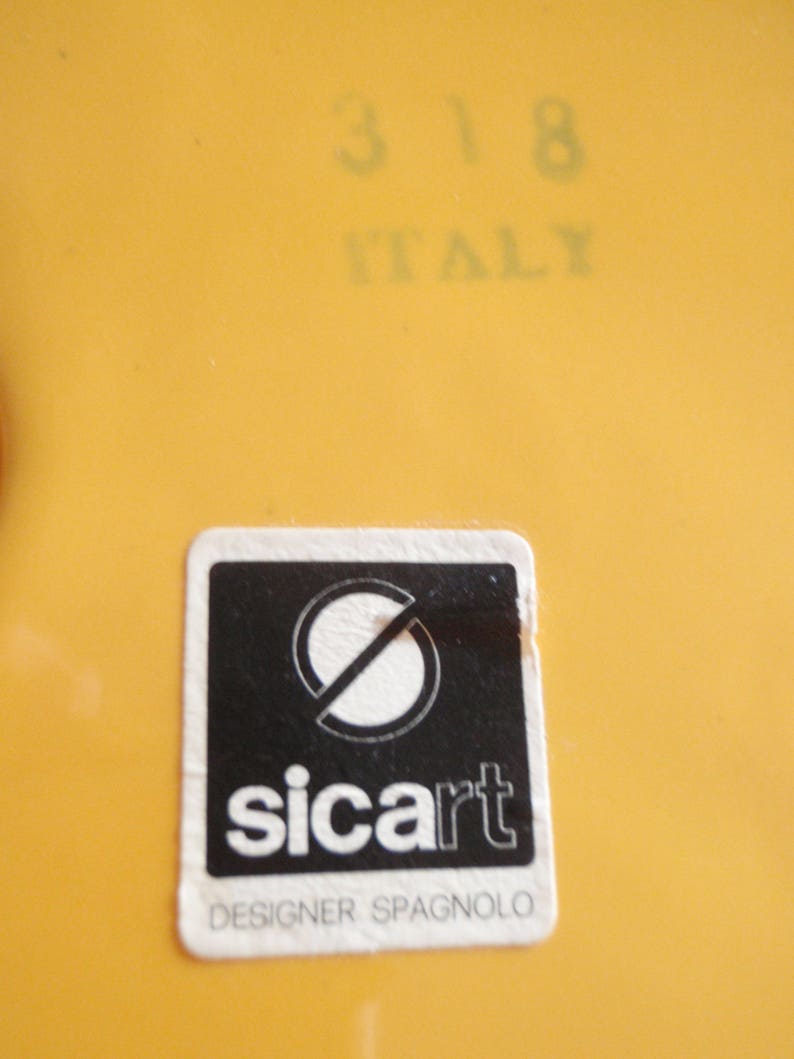 318
ITALY
sicart
DESIGNER SPAGNOLO